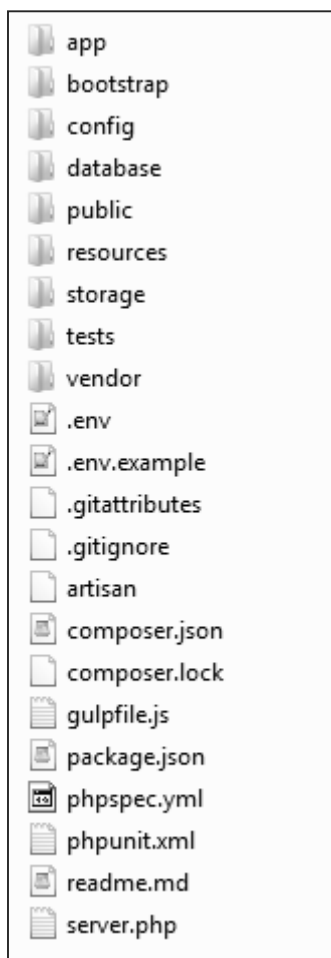 app
bootstrap
config
database
public
resources
storage
tests
vendor
.env
.env.example
.gitattributes
.gitignore
artisan
composer.json
composer.lock
gulpfile.js
package.json
phpspec.yml
phpunit.xml
readme.md
server.php